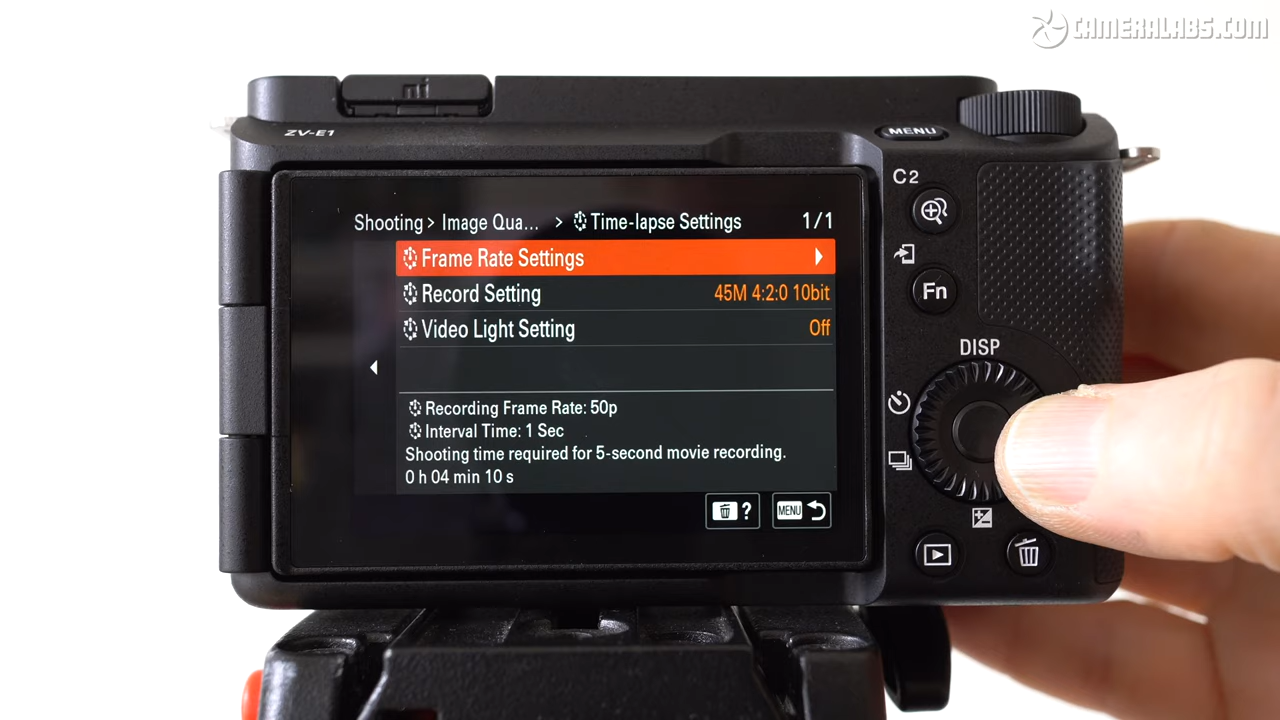 CAMERALABS.COM
ZV-E1
MENU
C2
Shooting > Image Qua... > Time-lapse Settings 1/1
Frame Rate Settings
Record Setting 45M 4:2:0 10bit
Video Light Setting Off
Recording Frame Rate: 50p
Interval Time: 1 Sec
Shooting time required for 5-second movie recording.
0 h 04 min 10 s
? MENU
Fn
DISP